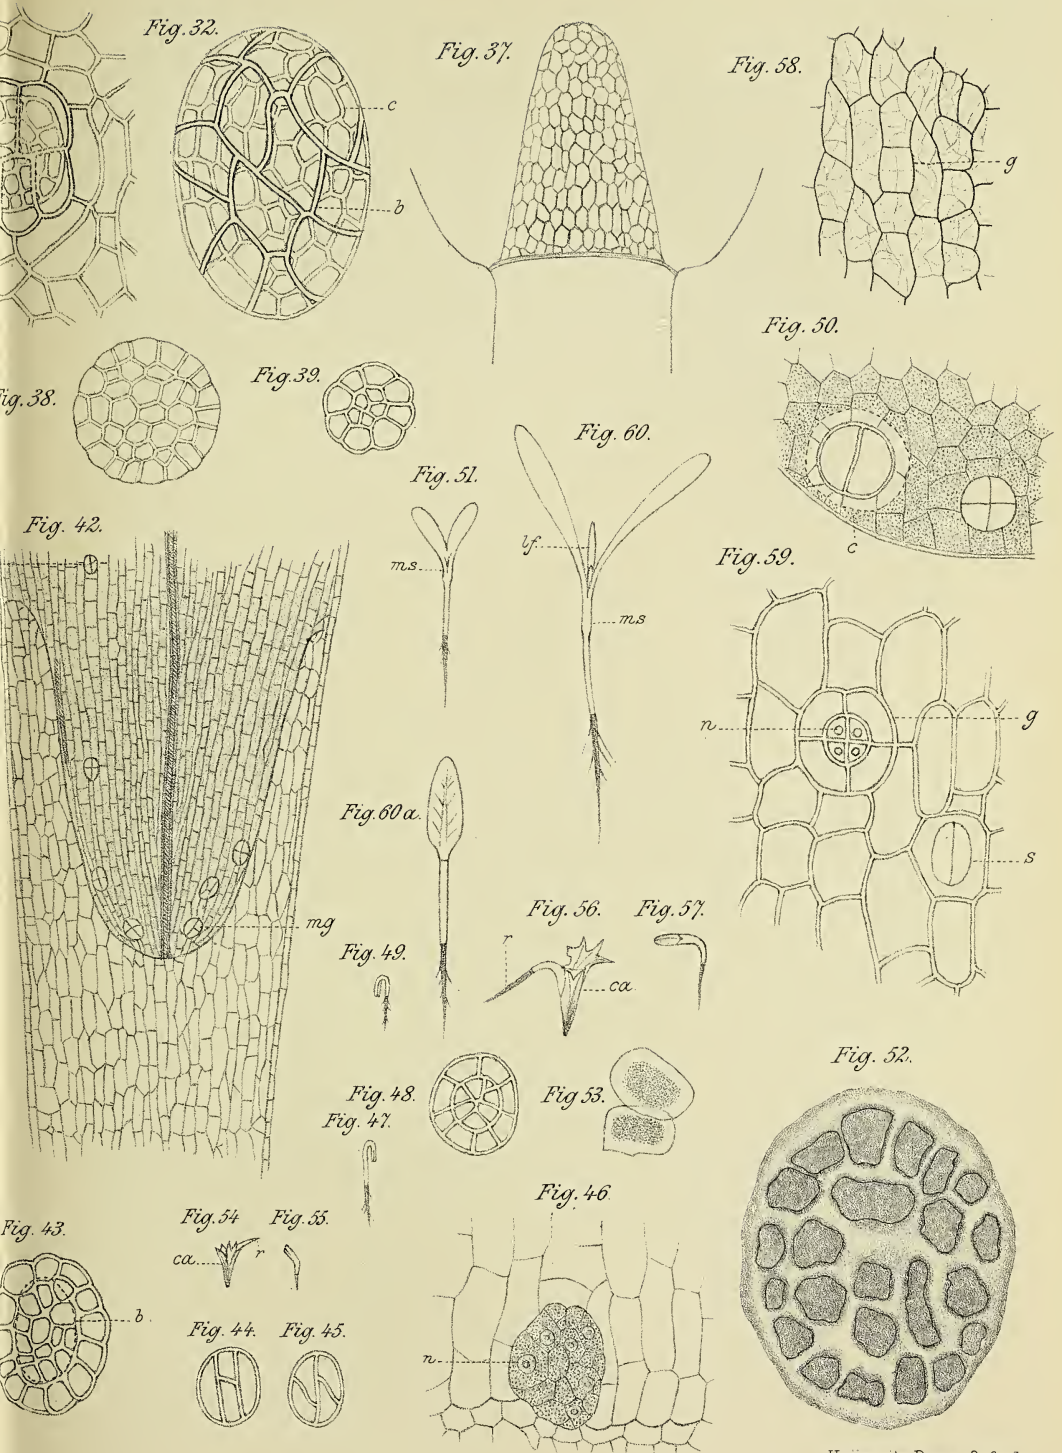 Fig. 32.
c
b
Fig. 37.
Fig. 58.
g
Fig. 50.
c
Fig. 38.
Fig. 39.
Fig. 60.
lf
ms
Fig. 51.
ms
Fig. 42.
mg
Fig. 59.
n
g
s
Fig. 60 a.
Fig. 56.
r
ca
Fig. 57.
Fig. 49.
Fig. 48.
Fig. 47.
Fig 53.
Fig. 52.
Fig. 46.
n
Fig. 43.
b
Fig. 54
ca
r
Fig. 55.
Fig. 44.
Fig. 45.